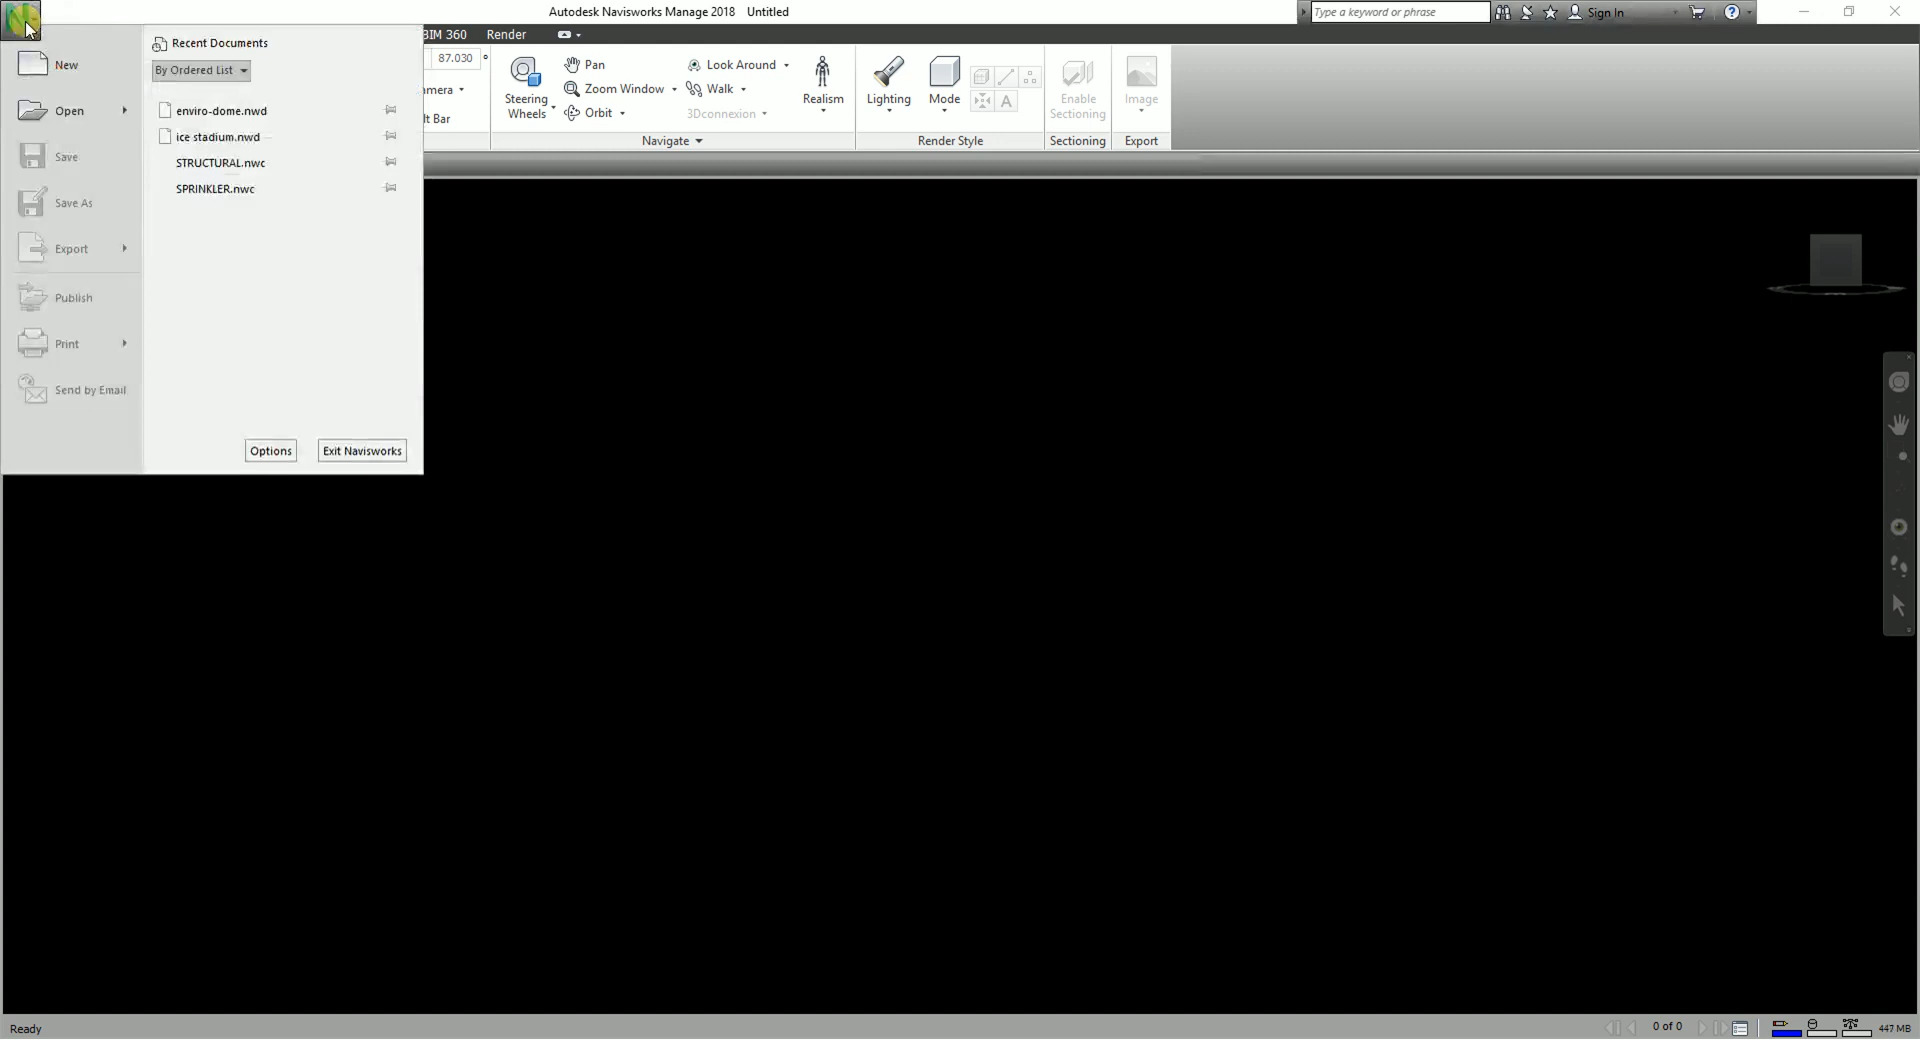 Autodesk Navisworks Manage 2018 Untitled
Type a keyword or phrase
Sign In
BIM 360
Render
New
Open
Save
Save As
Export
Publish
Print
Send by Email
Recent Documents
By Ordered List
enviro-dome.nwd
ice stadium.nwd
STRUCTURAL.nwc
SPRINKLER.nwc
Options
Exit Navisworks
87.030 °
mera
lt Bar
Steering
Wheels
Pan
Zoom Window
Orbit
Look Around
Walk
3Dconnexion
Navigate
Realism
Lighting
Mode
A
Render Style
Enable
Sectioning
Sectioning
Image
Export
Ready
0 of 0
447 MB